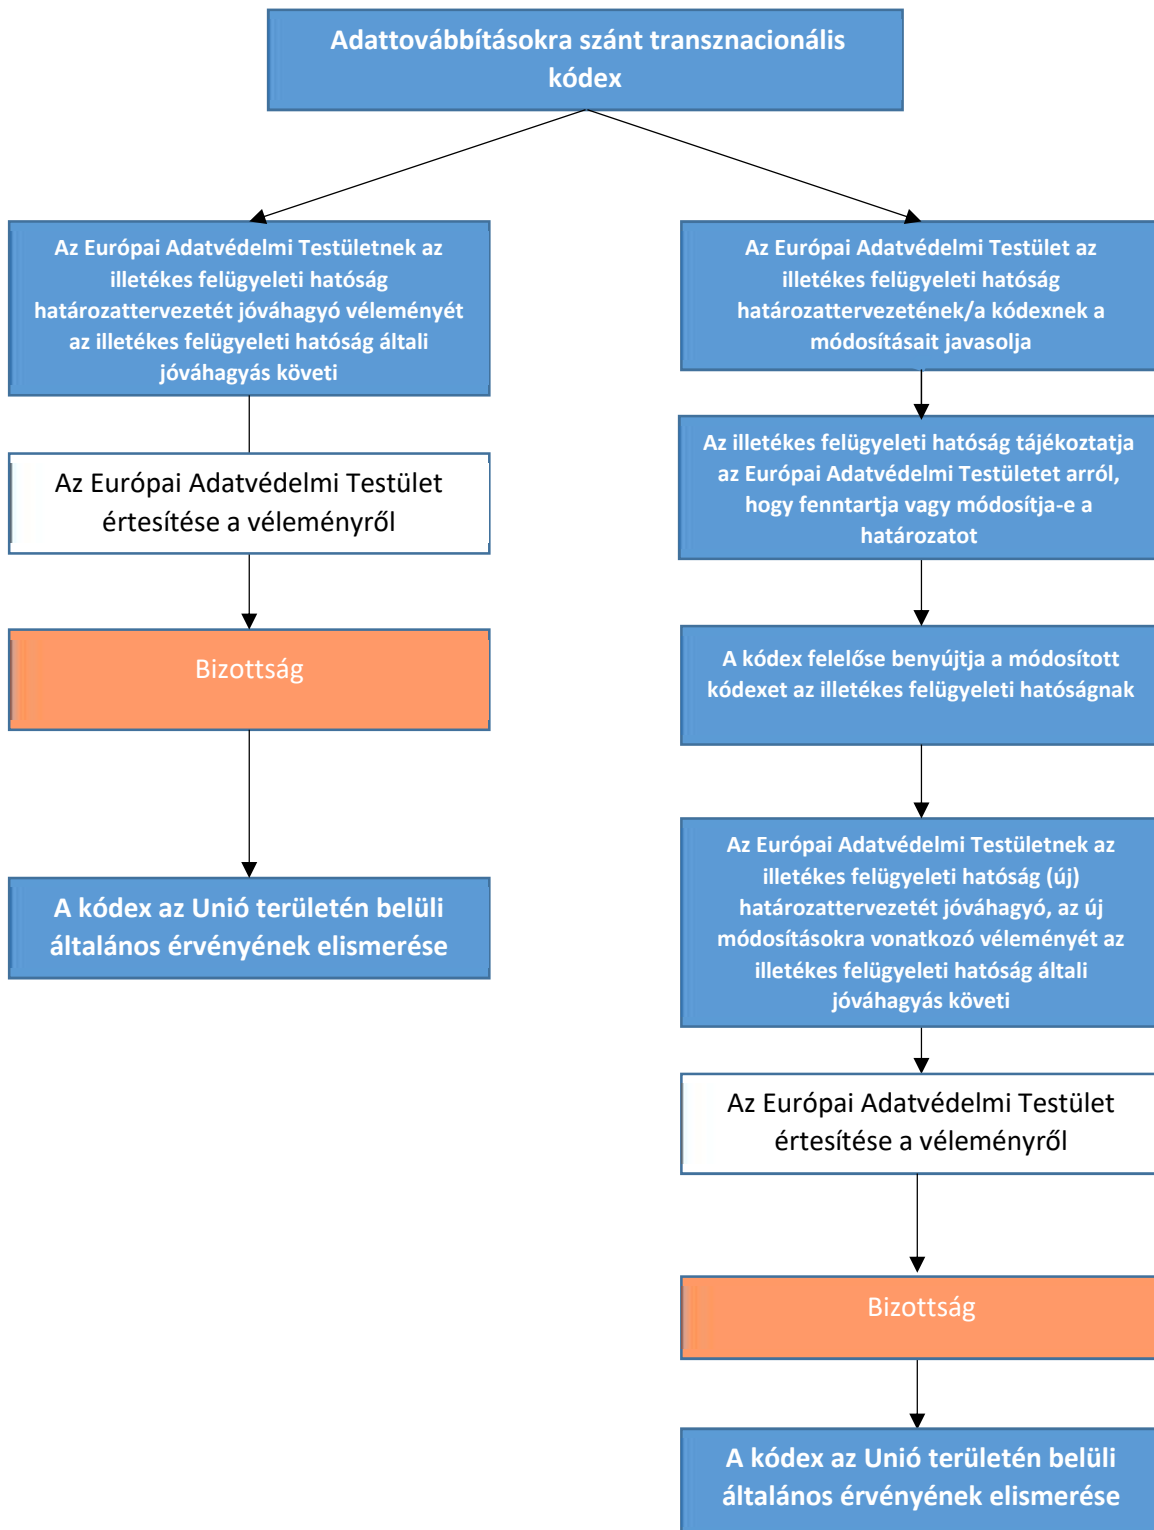 Adattovábbításokra szánt transznacionális
kódex
Az Európai Adatvédelmi Testületnek az
illetékes felügyeleti hatóság
határozattervezetét jóváhagyó véleményét
az illetékes felügyeleti hatóság általi
jóváhagyás követi
Az Európai Adatvédelmi Testület
értesítése a véleményről
Bizottság
A kódex az Unió területén belüli
általános érvényének elismerése
Az Európai Adatvédelmi Testület az
illetékes felügyeleti hatóság
határozattervezetének/a kódexnek a
módosításait javasolja
Az illetékes felügyeleti hatóság tájékoztatja
az Európai Adatvédelmi Testületet arról,
hogy fenntartja vagy módosítja-e a
határozatot
A kódex felelőse benyújtja a módosított
kódexet az illetékes felügyeleti hatóságnak
Az Európai Adatvédelmi Testületnek az
illetékes felügyeleti hatóság (új)
határozattervezetét jóváhagyó, az új
módosításokra vonatkozó véleményét az
illetékes felügyeleti hatóság általi
jóváhagyás követi
Az Európai Adatvédelmi Testület
értesítése a véleményről
Bizottság
A kódex az Unió területén belüli
általános érvényének elismerése